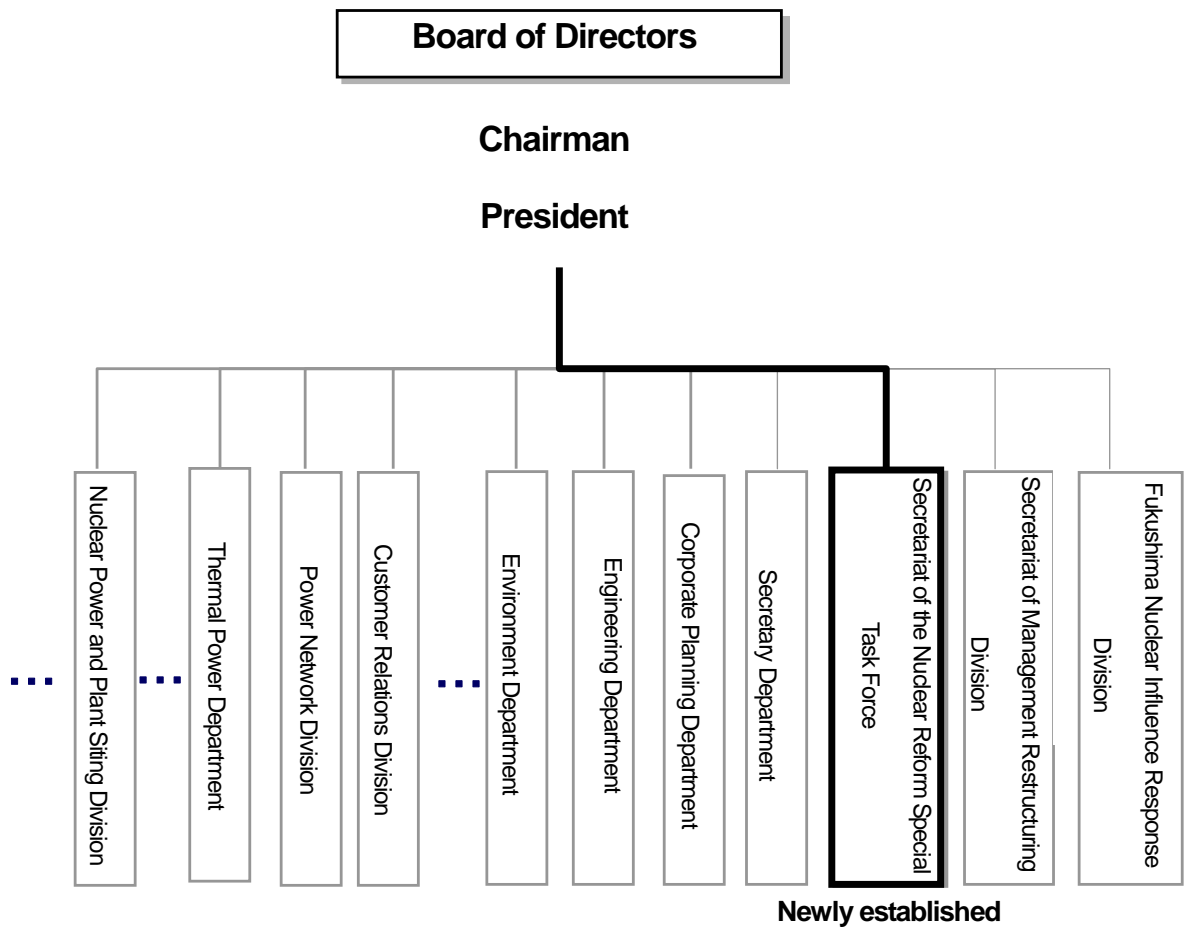 Board of Directors
Chairman
President
Nuclear Power and Plant Siting Division
Thermal Power Department
Power Network Division
Customer Relations Division
Environment Department
Engineering Department
Corporate Planning Department
Secretary Department
Secretariat of the Nuclear Reform Special
Task Force
Secretariat of Management Restructuring
Division
Fukushima Nuclear Influence Response
Division
Newly established